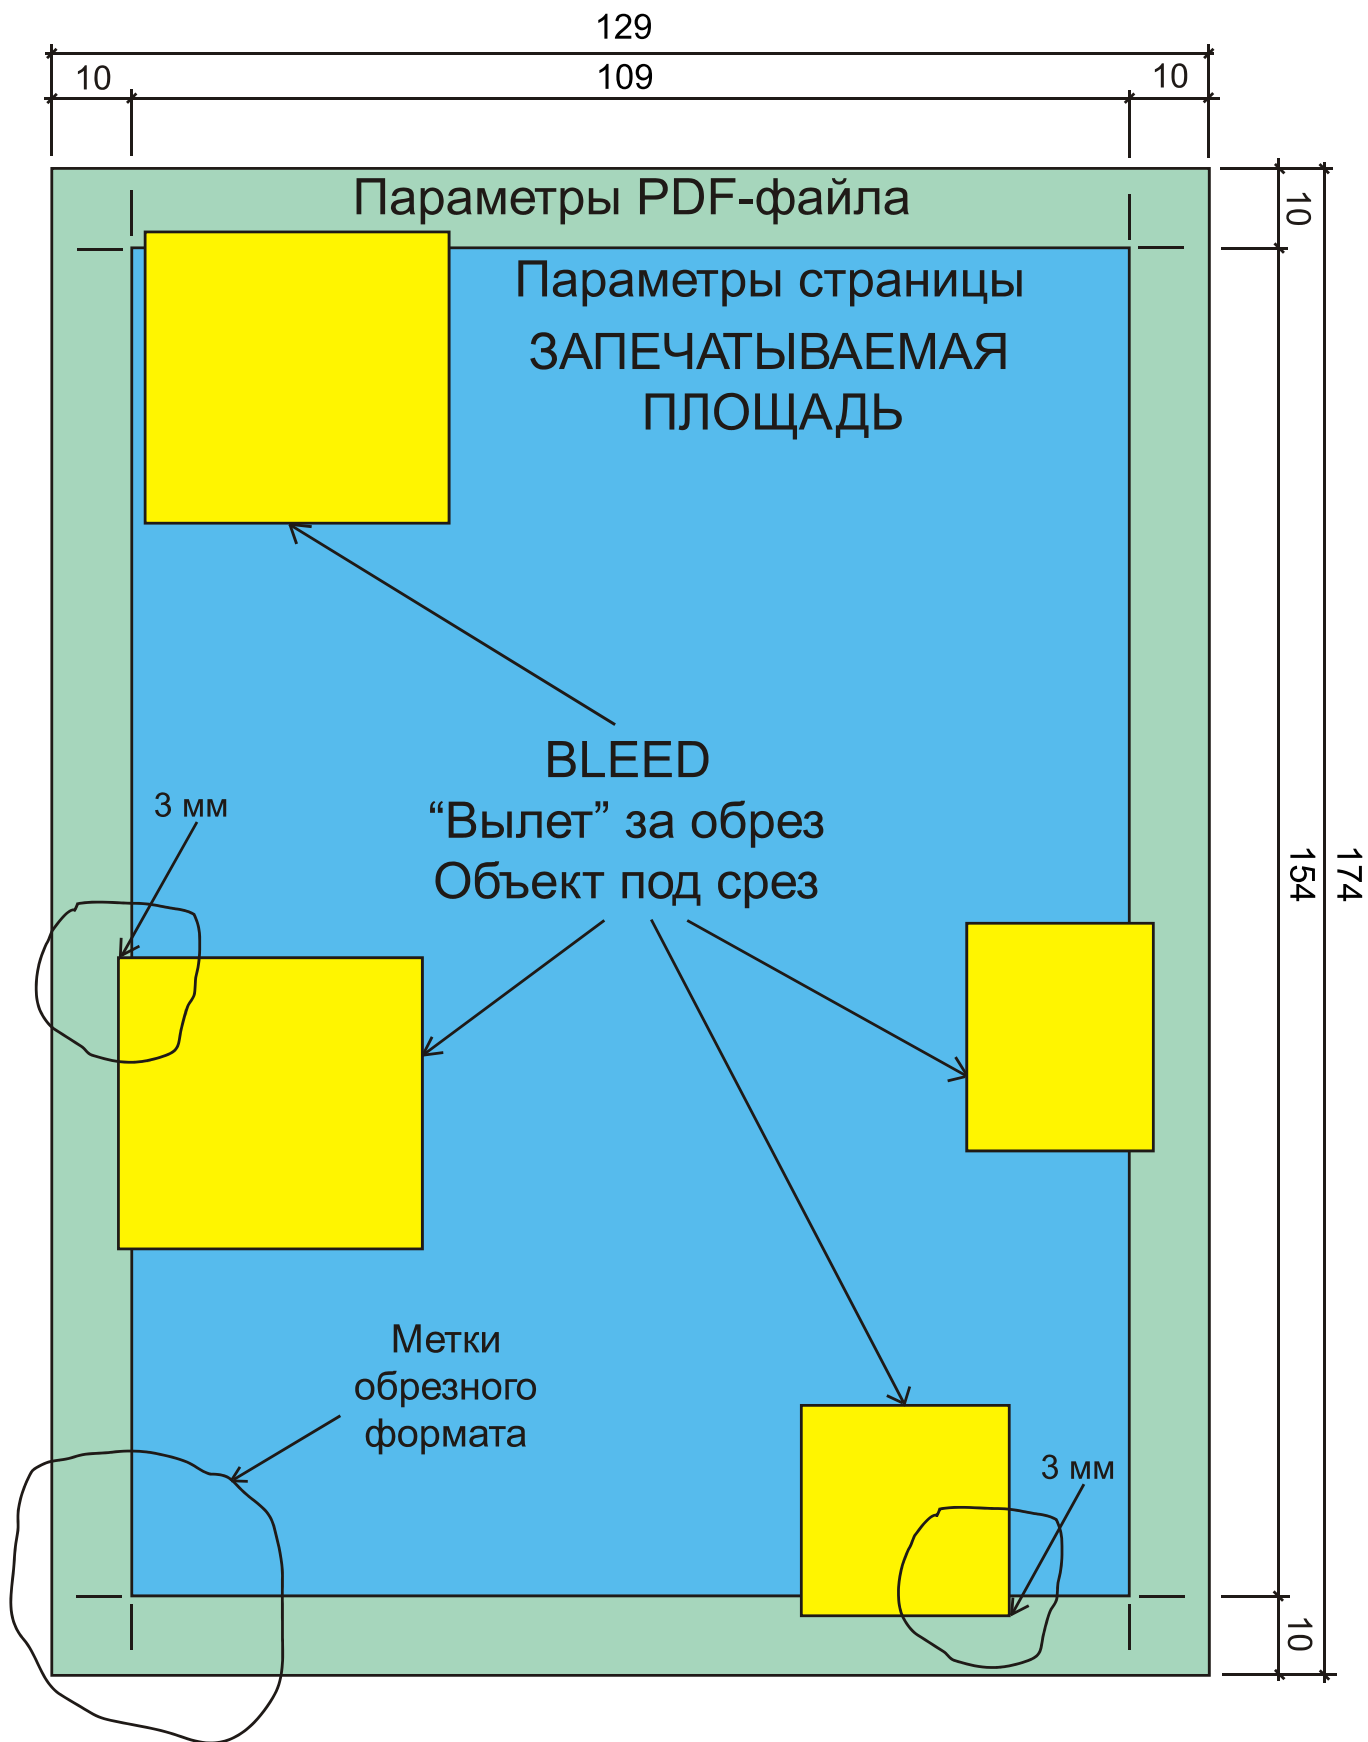 129
10
109
10
Параметры PDF-файла
10
Параметры страницы
ЗАПЕЧАТЫВАЕМАЯ
ПЛОЩАДЬ
BLEED
3 мм
“Вылет” за обрез
Объект под срез
154
174
Метки
обрезного
формата
3 мм
10